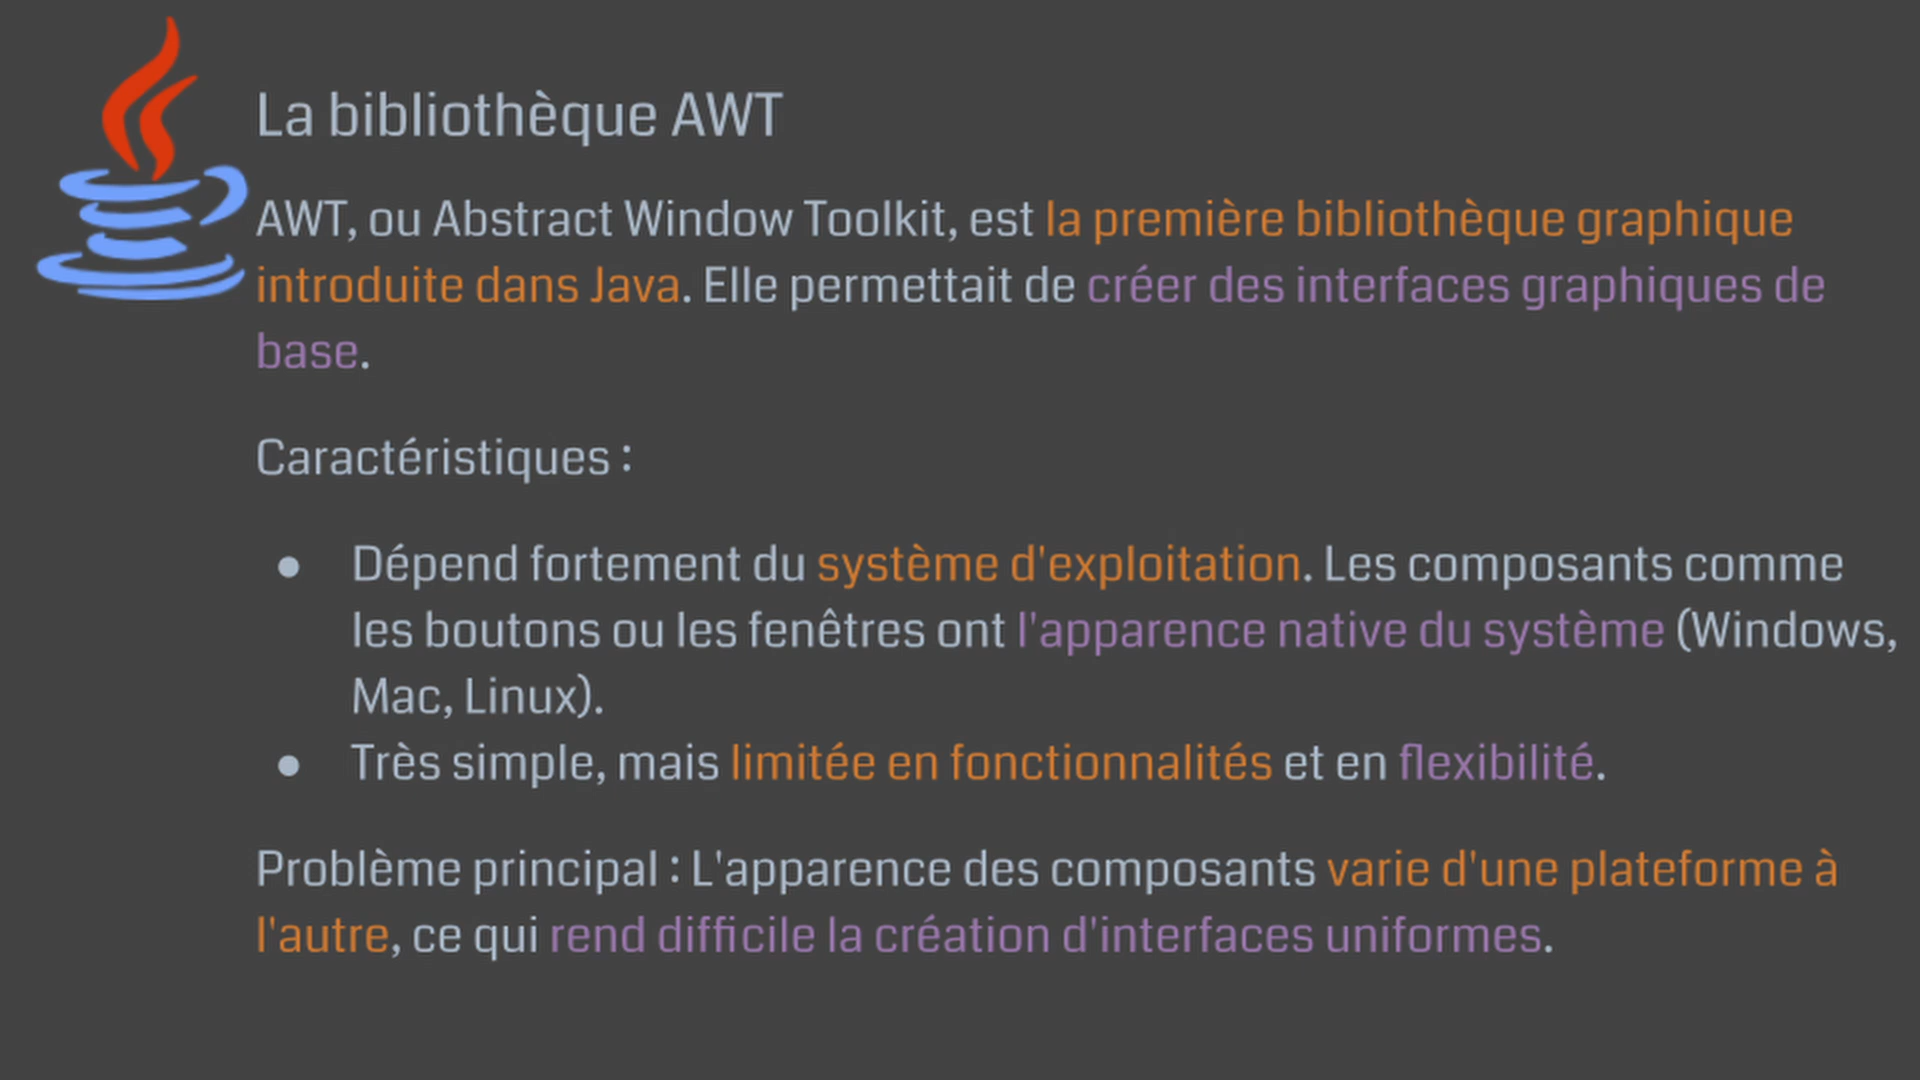 La bibliothèque AWT
AWT, ou Abstract Window Toolkit, est la première bibliothèque graphique
introduite dans Java. Elle permettait de créer des interfaces graphiques de
base.
Caractéristiques :
● Dépend fortement du système d'exploitation. Les composants comme
les boutons ou les fenêtres ont l'apparence native du système (Windows,
Mac, Linux).
● Très simple, mais limitée en fonctionnalités et en flexibilité.
Problème principal : L'apparence des composants varie d'une plateforme à
l'autre, ce qui rend difficile la création d'interfaces uniformes.